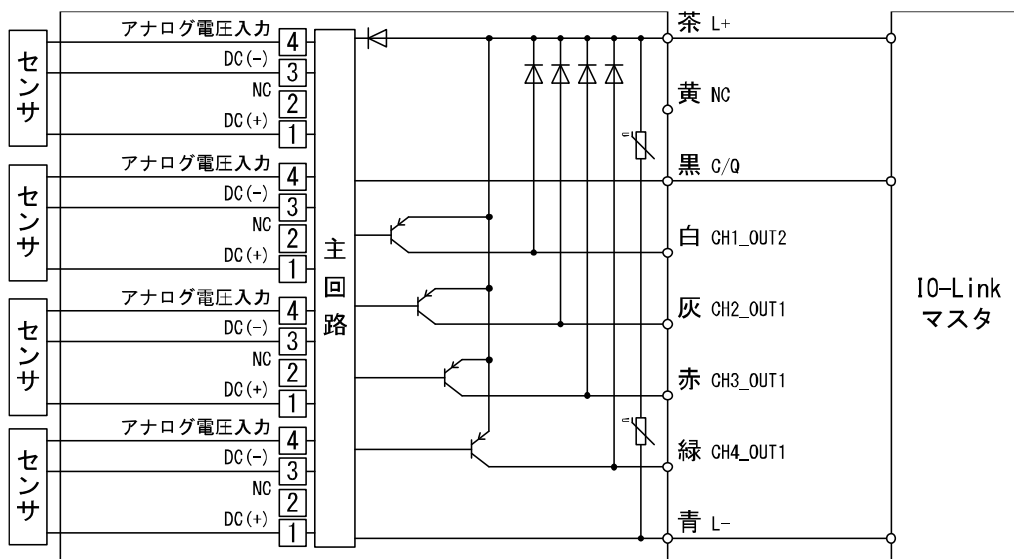 センサ
アナログ電圧入力 4
DC(-) 3
NC 2
DC(+) 1
センサ
アナログ電圧入力 4
DC(-) 3
NC 2
DC(+) 1
センサ
アナログ電圧入力 4
DC(-) 3
NC 2
DC(+) 1
センサ
アナログ電圧入力 4
DC(-) 3
NC 2
DC(+) 1
主回路
茶 L+
黄 NC
黒 C/Q
白 CH1_OUT2
灰 CH2_OUT1
赤 CH3_OUT1
緑 CH4_OUT1
青 L-
IO-Link
マスタ